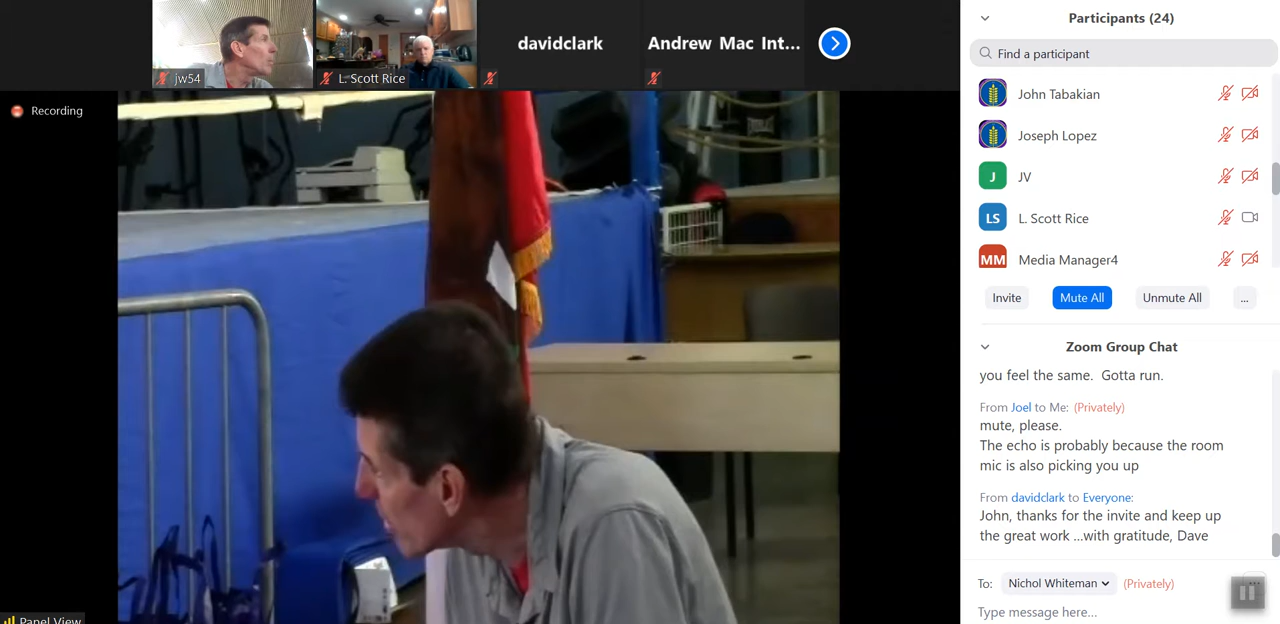 jw54
L. Scott Rice
davidclark
Andrew Mac Int...
Recording
Panel View
Participants (24)
Find a participant
John Tabakian
Joseph Lopez
J
JV
LS
L. Scott Rice
MM
Media Manager4
Invite
Mute All
Unmute All
...
Zoom Group Chat
you feel the same. Gotta run.
From Joel to Me: (Privately)
mute, please.
The echo is probably because the room
mic is also picking you up
From davidclark to Everyone:
John, thanks for the invite and keep up
the great work ...with gratitude, Dave
To: Nichol Whiteman (Privately)
Type message here...